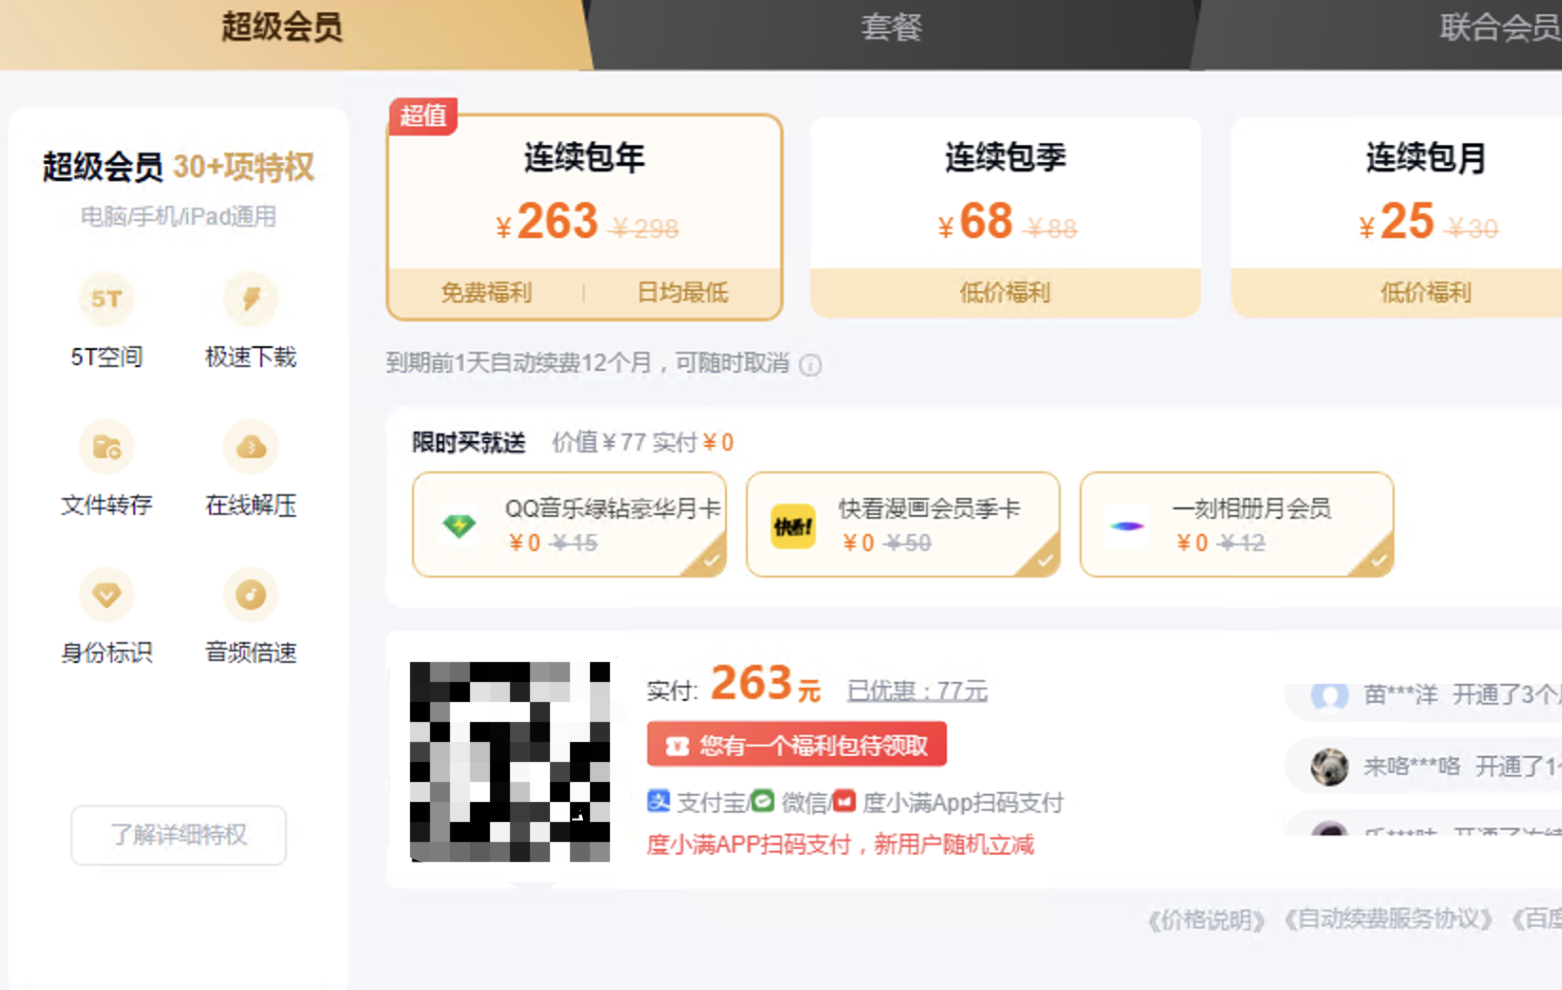 超级会员
套餐
联合会员
超级会员 30+项特权
电脑/手机/iPad通用
5T
5T空间
极速下载
文件转存
在线解压
身份标识
音频倍速
了解详细特权
超值
连续包年
¥263 ¥298
免费福利 | 日均最低
连续包季
¥68 ¥88
低价福利
连续包月
¥25 ¥30
低价福利
到期前1天自动续费12个月，可随时取消
限时买就送 价值¥77 实付¥0
QQ音乐绿钻豪华月卡
¥0 ¥15
快看!
快看漫画会员季卡
¥0 ¥50
一刻相册月会员
¥0 ¥12
实付: 263元 已优惠：77元
您有一个福利包待领取
支付宝/微信/度小满App扫码支付
度小满APP扫码支付，新用户随机立减
苗***洋 开通了3个
来咯***咯 开通了1
《价格说明》《自动续费服务协议》《百度